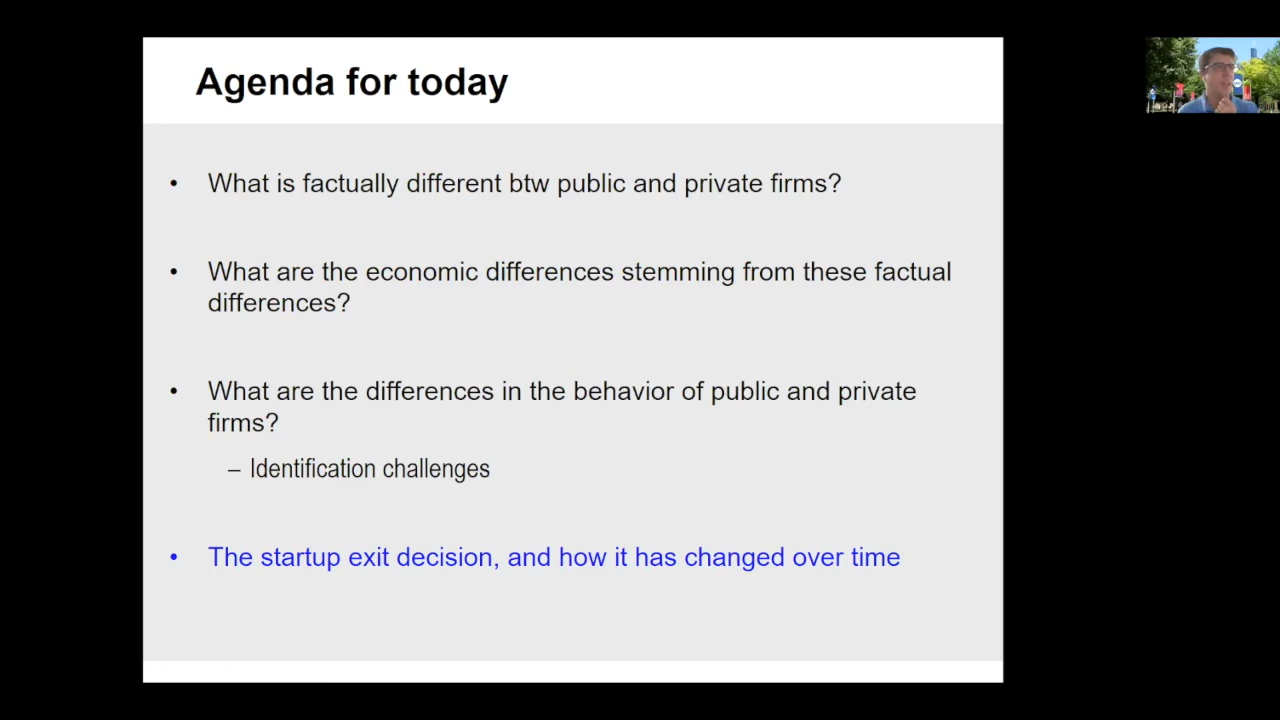 Agenda for today
• What is factually different btw public and private firms?
• What are the economic differences stemming from these factual
differences?
• What are the differences in the behavior of public and private
firms?
– Identification challenges
• The startup exit decision, and how it has changed over time